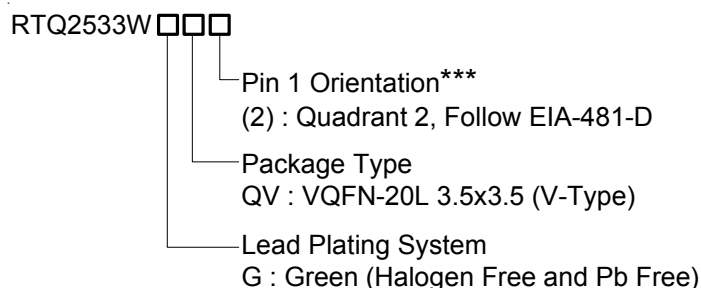 RTQ2533W□□□
Pin 1 Orientation***
(2) : Quadrant 2, Follow EIA-481-D
Package Type
QV : VQFN-20L 3.5x3.5 (V-Type)
Lead Plating System
G : Green (Halogen Free and Pb Free)